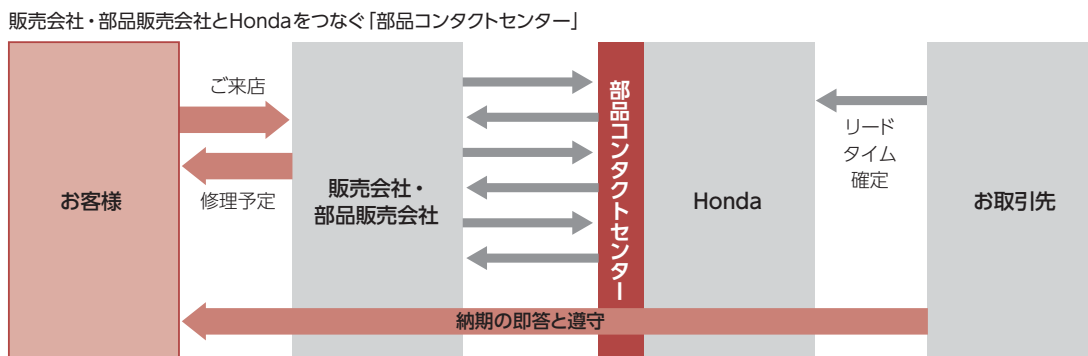 販売会社・部品販売会社とHondaをつなぐ「部品コンタクトセンター」
お客様
ご来店
修理予定
販売会社・
部品販売会社
部品コンタクトセンター
Honda
リード
タイム
確定
お取引先
納期の即答と遵守